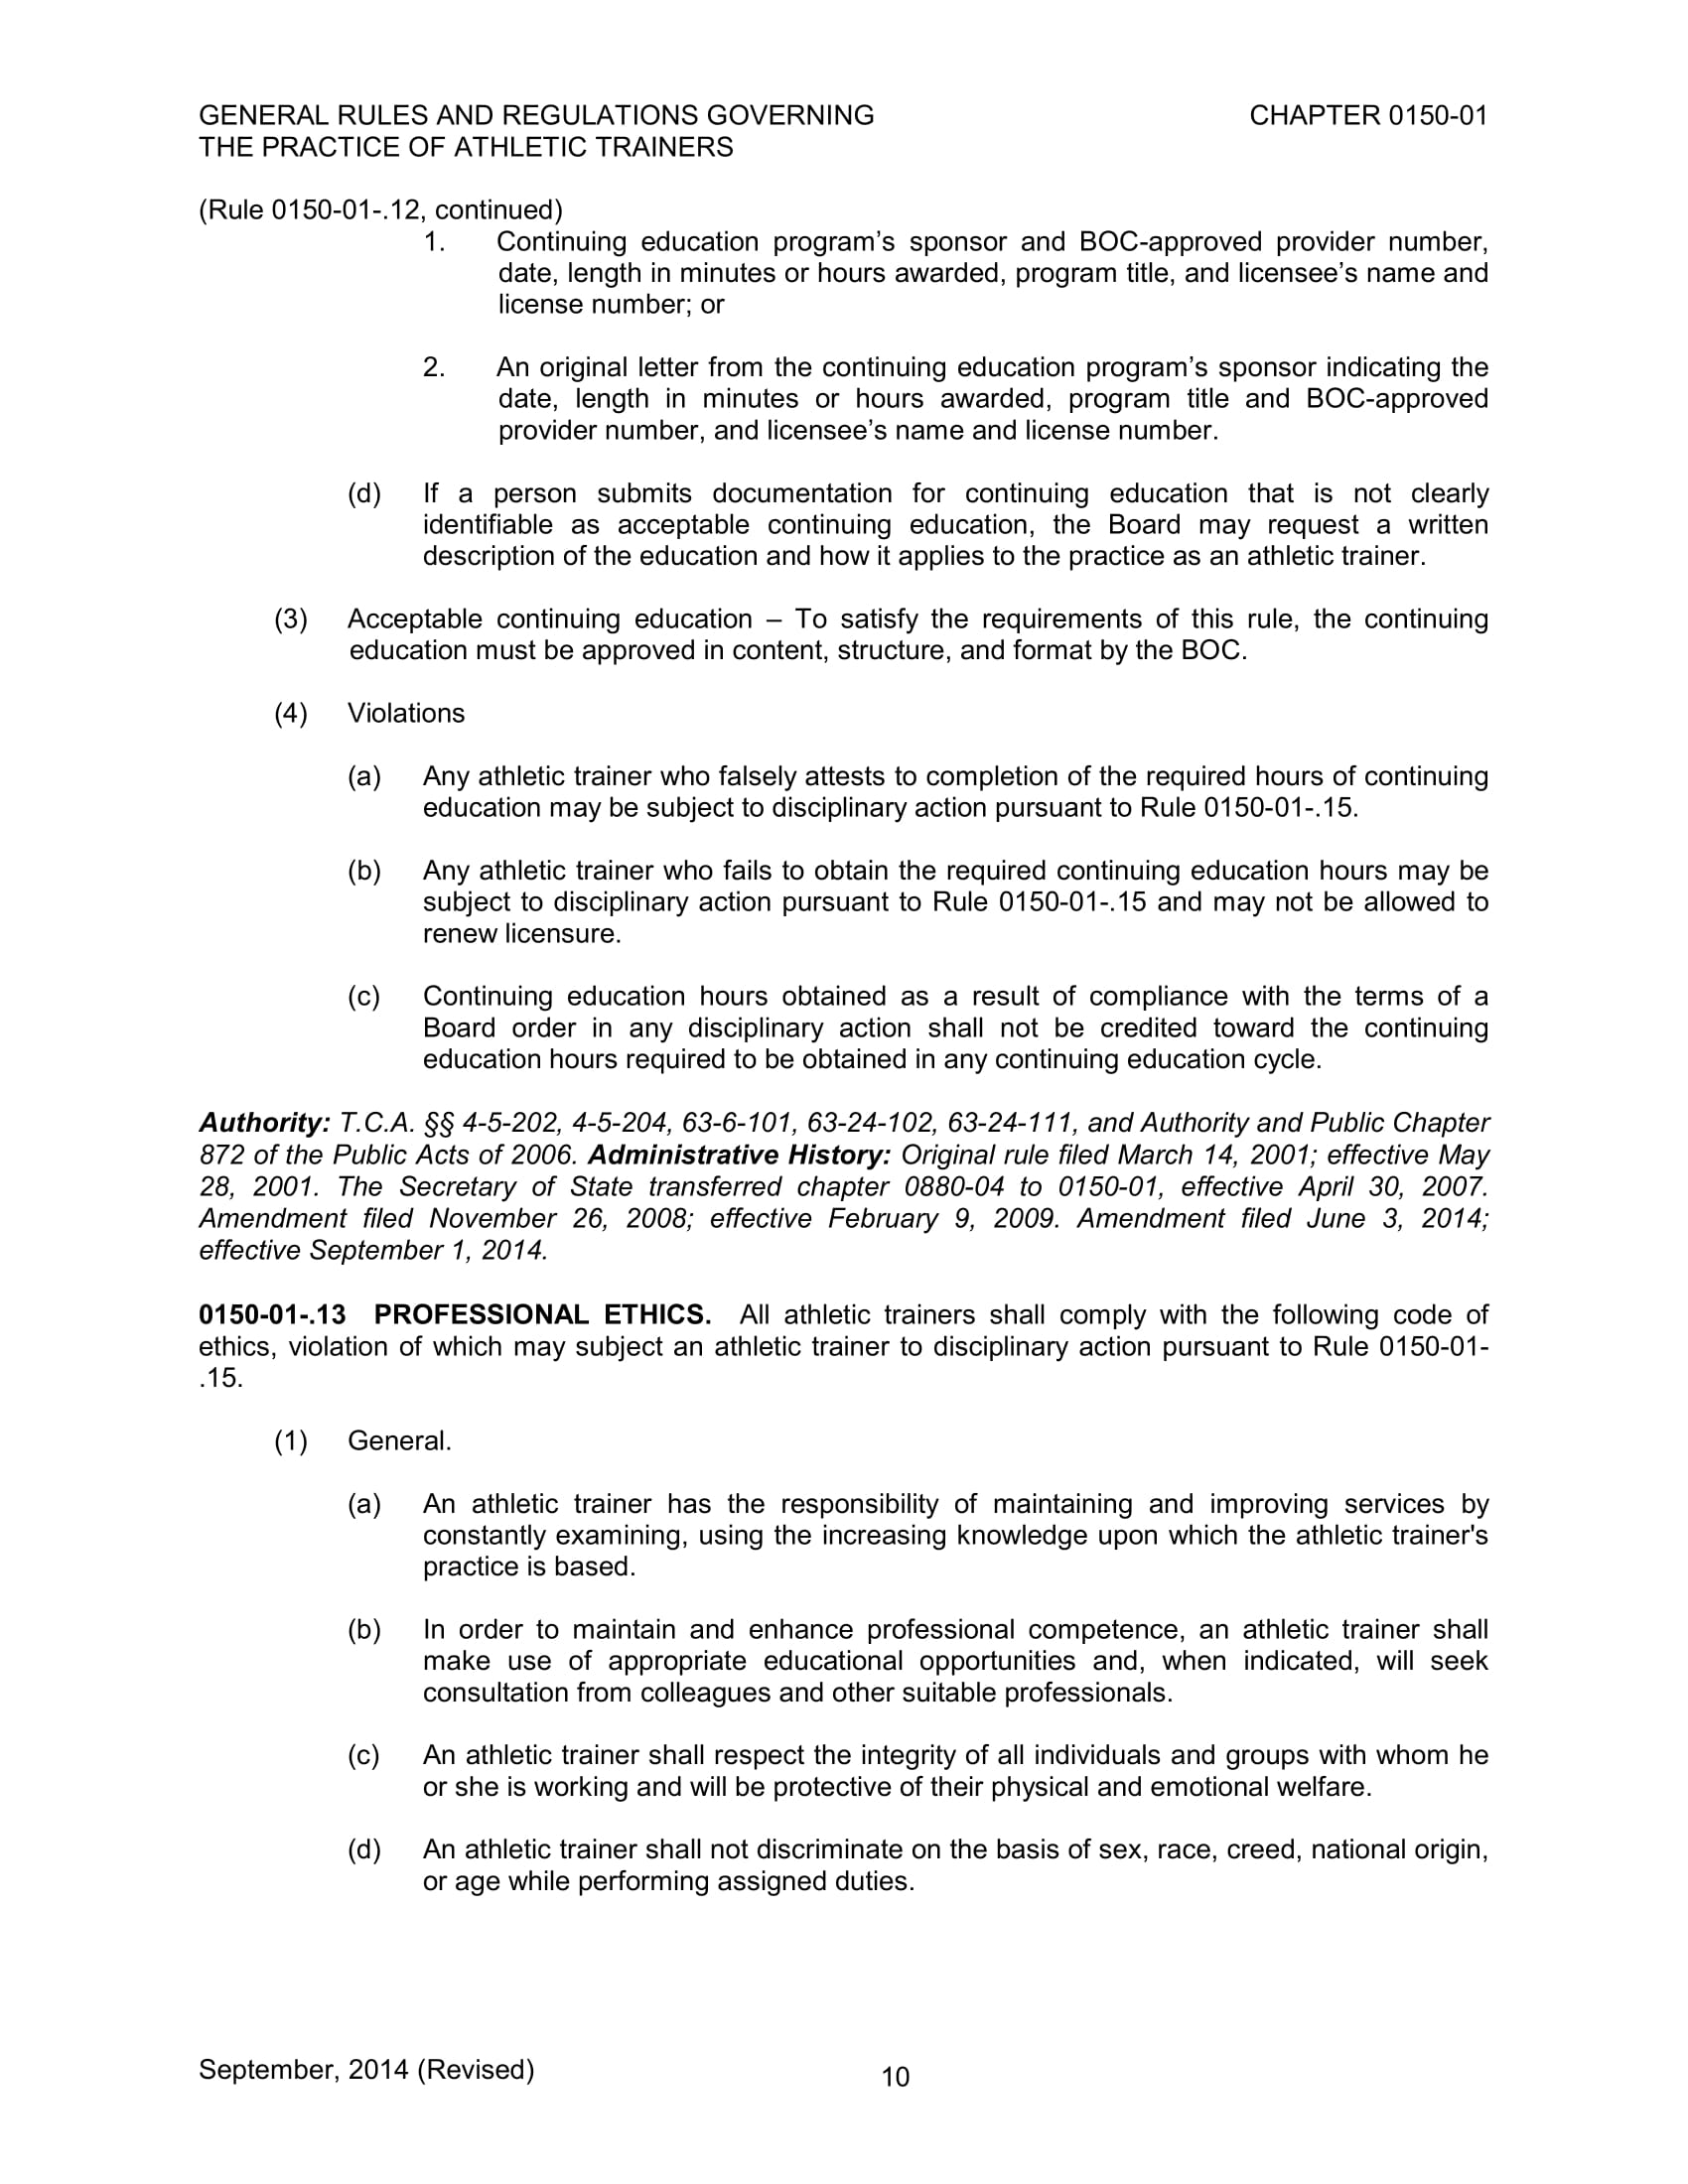 GENERAL RULES AND REGULATIONS GOVERNING CHAPTER 0150-01
THE PRACTICE OF ATHLETIC TRAINERS
(Rule 0150-01-.12, continued)
1. Continuing education program’s sponsor and BOC-approved provider number,
date, length in minutes or hours awarded, program title, and licensee’s name and
license number; or
2. An original letter from the continuing education program’s sponsor indicating the
date, length in minutes or hours awarded, program title and BOC-approved
provider number, and licensee’s name and license number.
(d) If a person submits documentation for continuing education that is not clearly
identifiable as acceptable continuing education, the Board may request a written
description of the education and how it applies to the practice as an athletic trainer.
(3) Acceptable continuing education – To satisfy the requirements of this rule, the continuing
education must be approved in content, structure, and format by the BOC.
(4) Violations
(a) Any athletic trainer who falsely attests to completion of the required hours of continuing
education may be subject to disciplinary action pursuant to Rule 0150-01-.15.
(b) Any athletic trainer who fails to obtain the required continuing education hours may be
subject to disciplinary action pursuant to Rule 0150-01-.15 and may not be allowed to
renew licensure.
(c) Continuing education hours obtained as a result of compliance with the terms of a
Board order in any disciplinary action shall not be credited toward the continuing
education hours required to be obtained in any continuing education cycle.
Authority: T.C.A. §§ 4-5-202, 4-5-204, 63-6-101, 63-24-102, 63-24-111, and Authority and Public Chapter
872 of the Public Acts of 2006. Administrative History: Original rule filed March 14, 2001; effective May
28, 2001. The Secretary of State transferred chapter 0880-04 to 0150-01, effective April 30, 2007.
Amendment filed November 26, 2008; effective February 9, 2009. Amendment filed June 3, 2014;
effective September 1, 2014.
0150-01-.13 PROFESSIONAL ETHICS. All athletic trainers shall comply with the following code of
ethics, violation of which may subject an athletic trainer to disciplinary action pursuant to Rule 0150-01-
.15.
(1) General.
(a) An athletic trainer has the responsibility of maintaining and improving services by
constantly examining, using the increasing knowledge upon which the athletic trainer's
practice is based.
(b) In order to maintain and enhance professional competence, an athletic trainer shall
make use of appropriate educational opportunities and, when indicated, will seek
consultation from colleagues and other suitable professionals.
(c) An athletic trainer shall respect the integrity of all individuals and groups with whom he
or she is working and will be protective of their physical and emotional welfare.
(d) An athletic trainer shall not discriminate on the basis of sex, race, creed, national origin,
or age while performing assigned duties.
September, 2014 (Revised) 10